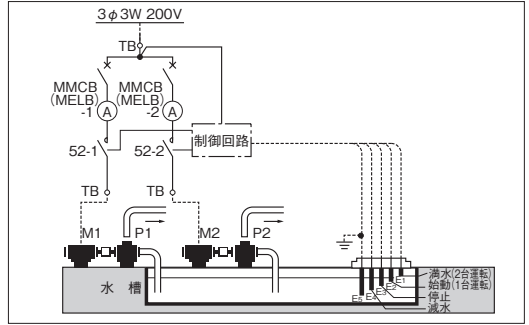 3φ3W 200V
TB
MMCB
(MELB)
-1
A
MMCB
(MELB)
-2
A
52-1
52-2
制御回路
TB
TB
M1
P1
M2
P2
水槽
E1
E2
E3
E4
E5
満水(2台運転)
始動(1台運転)
停止
減水